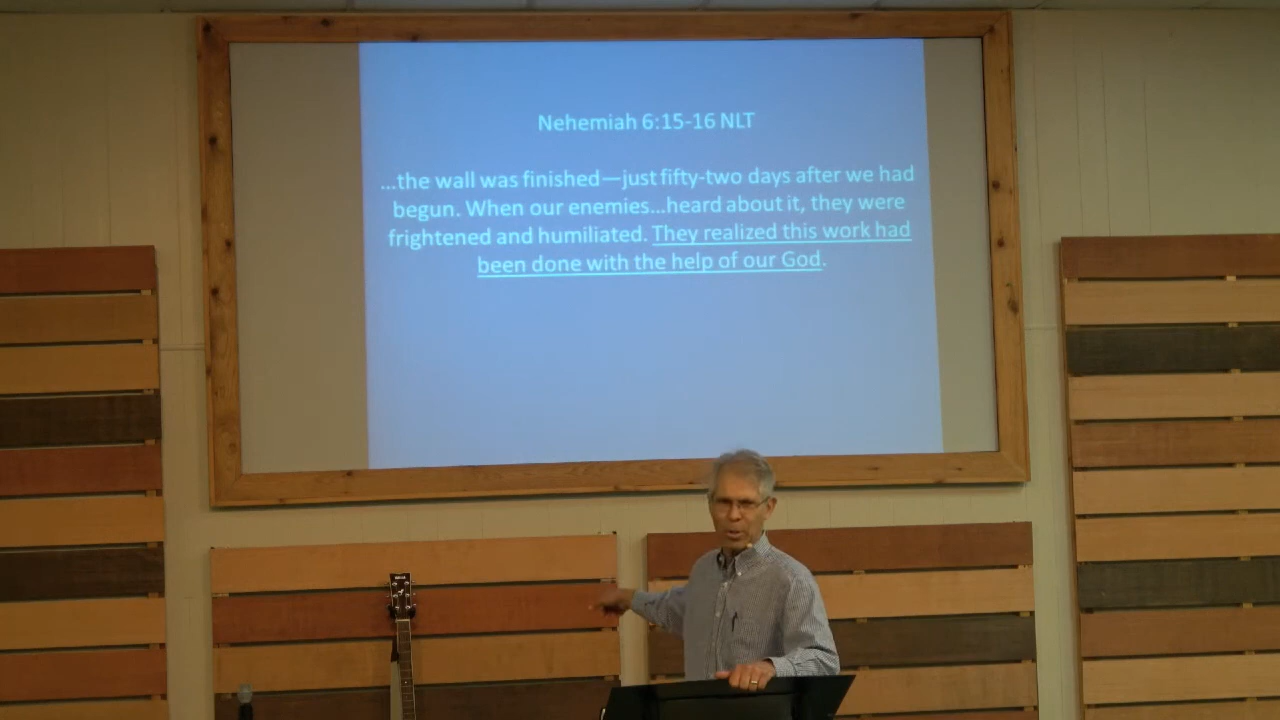 Nehemiah 6:15-16 NLT
...the wall was finished—just fifty-two days after we had
begun. When our enemies...heard about it, they were
frightened and humiliated. They realized this work had
been done with the help of our God.